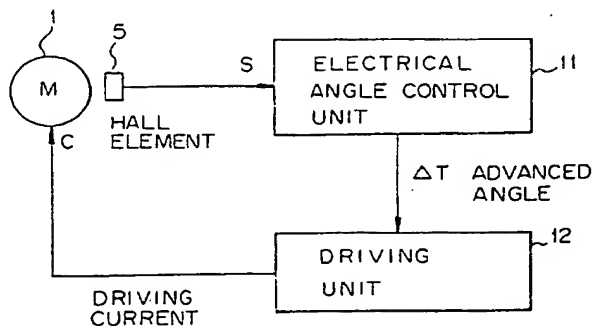 1
5
M
S
ELECTRICAL
ANGLE CONTROL
UNIT
11
HALL
ELEMENT
C
ΔT ADVANCED
ANGLE
12
DRIVING
UNIT
DRIVING
CURRENT